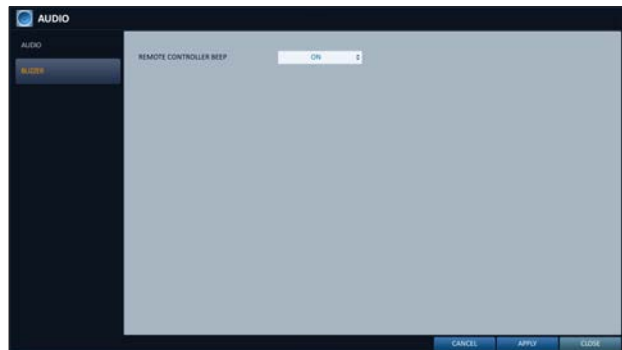 AUDIO
AUDIO
BUZZER
REMOTE CONTROLLER BEEP ON
CANCEL APPLY CLOSE